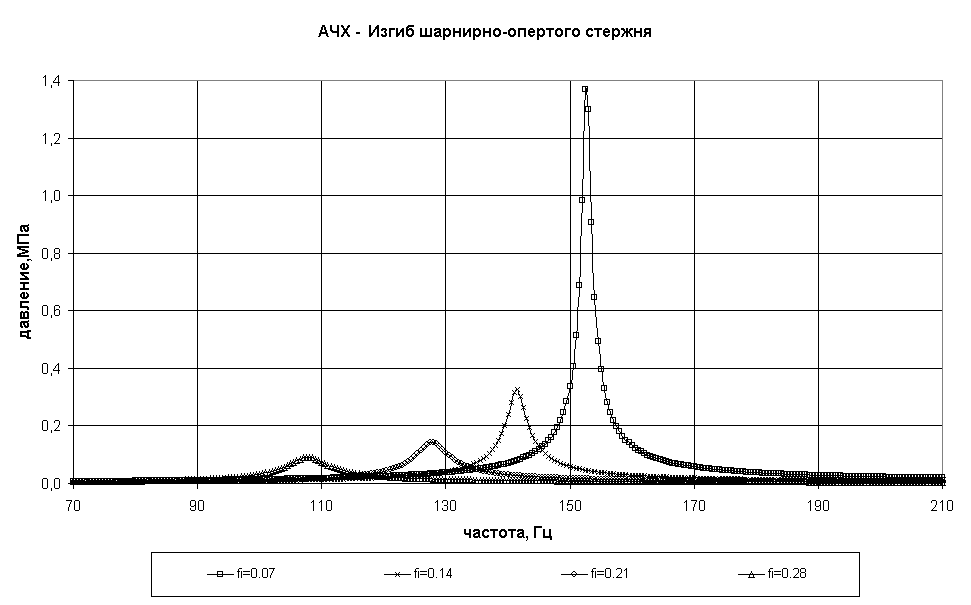 АЧХ - Изгиб шарнирно-опертого стержня
давление,МПа
1,4
1,2
1,0
0,8
0,6
0,4
0,2
0,0
70 90 110 130 150 170 190 210
частота, Гц
fi=0.07 fi=0.14 fi=0.21 fi=0.28